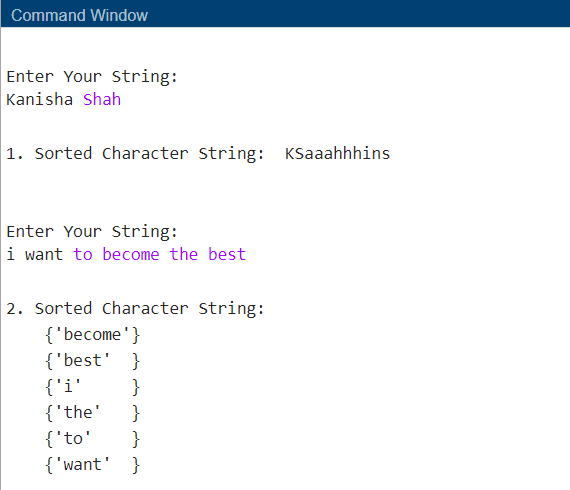 Command Window
Enter Your String:
Kanisha Shah
1. Sorted Character String:  KSaaahhhins
Enter Your String:
i want to become the best
2. Sorted Character String:
{'become'}
{'best'  }
{'i'     }
{'the'   }
{'to'    }
{'want'  }